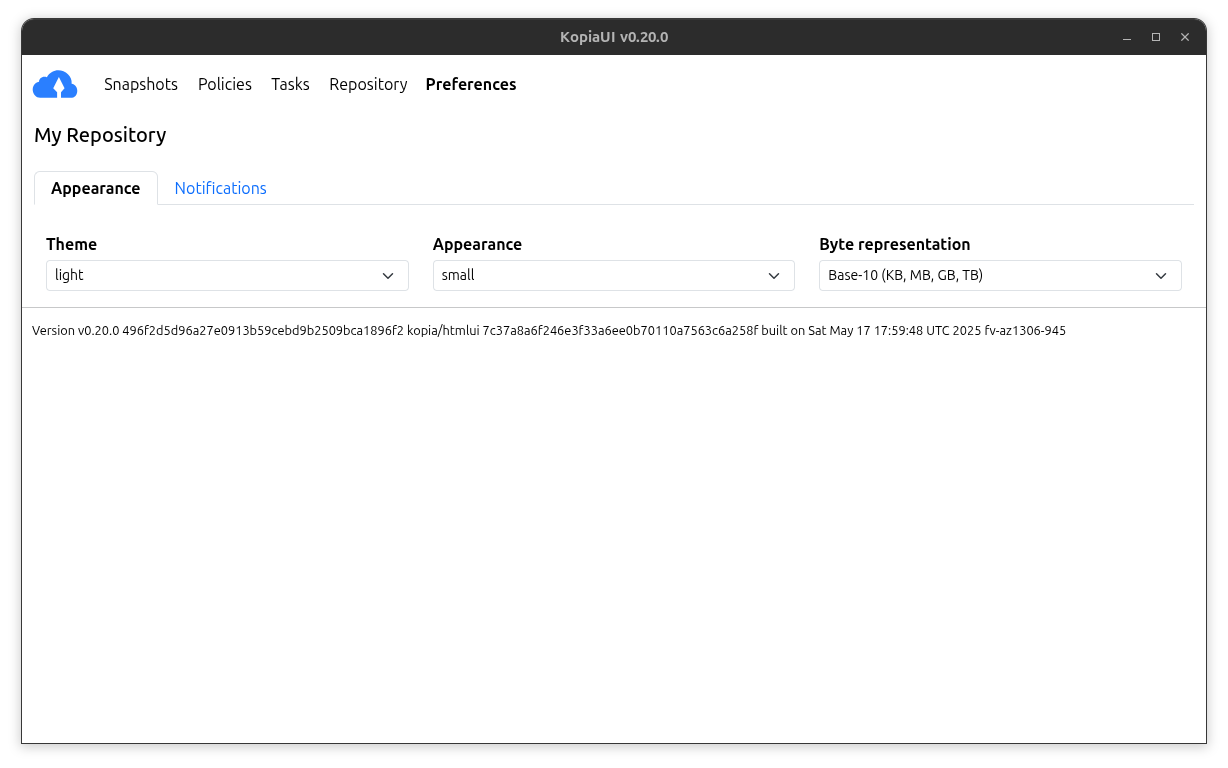 KopiaUI v0.20.0
Snapshots Policies Tasks Repository Preferences
My Repository
Appearance Notifications
Theme Appearance Byte representation
light small Base-10 (KB, MB, GB, TB)
Version v0.20.0 496f2d5d96a27e0913b59cebd9b2509bca1896f2 kopia/htmlui 7c37a8a6f246e3f33a6ee0b70110a7563c6a258f built on Sat May 17 17:59:48 UTC 2025 fv-az1306-945